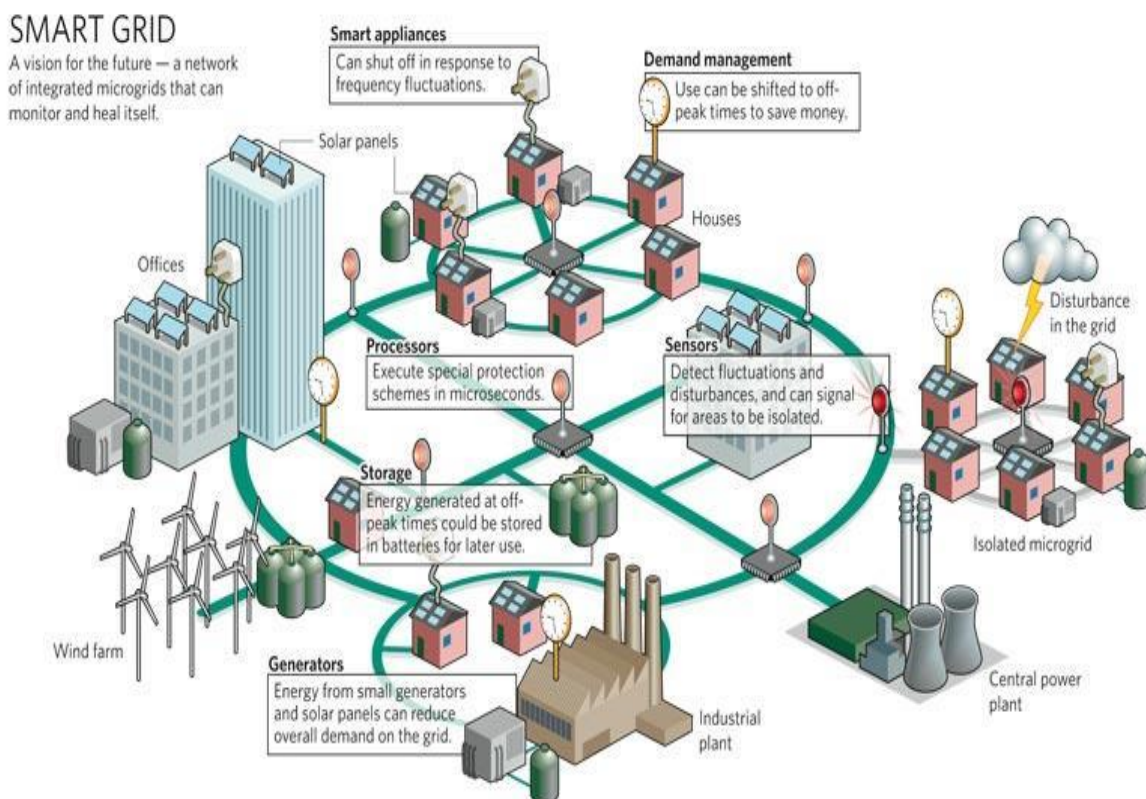 SMART GRID
A vision for the future — a network
of integrated microgrids that can
monitor and heal itself.
Smart appliances
Can shut off in response to
frequency fluctuations.
Demand management
Use can be shifted to off-
peak times to save money.
Solar panels
Houses
Offices
Disturbance
in the grid
Processors
Execute special protection
schemes in microseconds.
Sensors
Detect fluctuations and
disturbances, and can signal
for areas to be isolated.
Storage
Energy generated at off-
peak times could be stored
in batteries for later use.
Isolated microgrid
Wind farm
Generators
Energy from small generators
and solar panels can reduce
overall demand on the grid.
Industrial
plant
Central power
plant